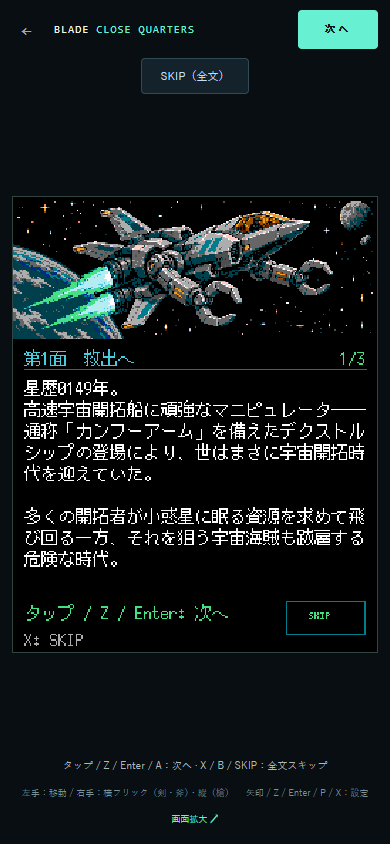 ← BLADE CLOSE QUARTERS
次へ
SKIP（全文）
第1面 救出へ 1/3
星歴0149年。
高速宇宙開拓船に頑強なマニピュレータ――
通称「カンフーアーム」を備えたデクストル
シップの登場により、世はまさに宇宙開拓時
代を迎えていた。
多くの開拓者が小惑星に眠る資源を求めて飛
び回る一方、それを狙う宇宙海賊も跋扈する
危険な時代。
タップ / Z / Enter: 次へ
SKIP
X: SKIP
タップ / Z / Enter / A：次へ · X / B / SKIP：全文スキップ
左手：移動 / 右手：横フリック（剣・斧）・縦（槍） 矢印 / Z / Enter / P / X：設定
画面拡大 ⤢